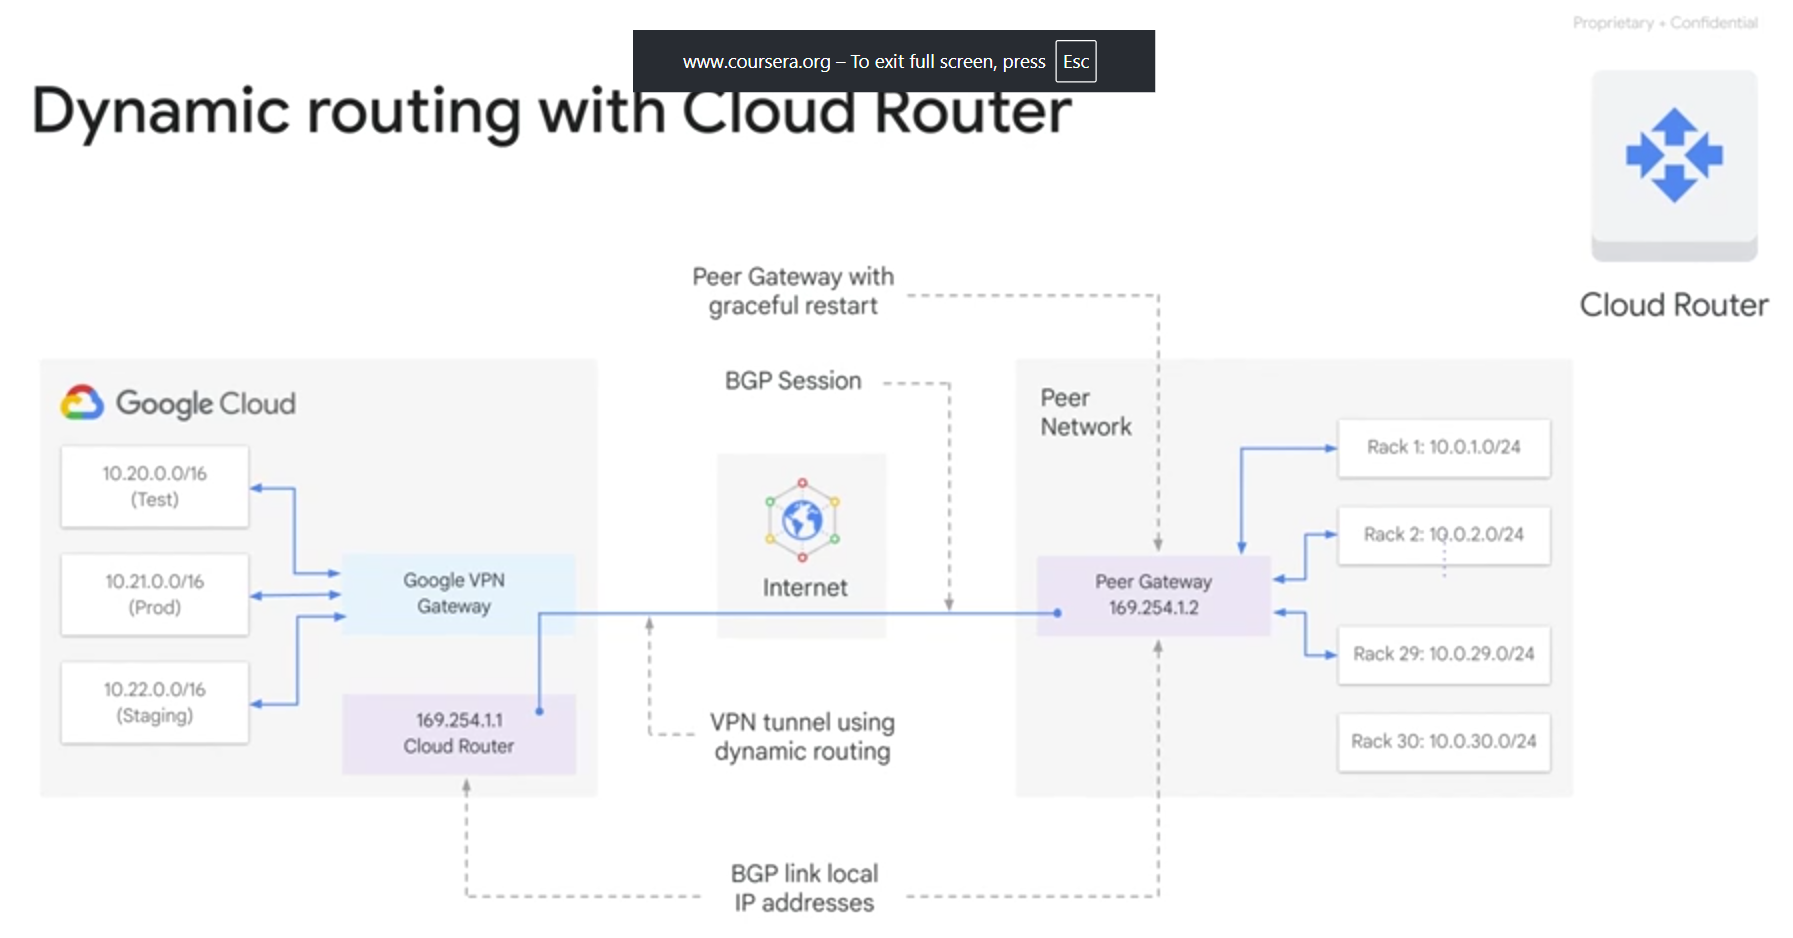 Proprietary + Confidential
www.coursera.org – To exit full screen, press Esc
Dynamic routing with Cloud Router
Cloud Router
Peer Gateway with
graceful restart
BGP Session
Google Cloud
10.20.0.0/16
(Test)
10.21.0.0/16
(Prod)
10.22.0.0/16
(Staging)
Google VPN
Gateway
169.254.1.1
Cloud Router
Internet
VPN tunnel using
dynamic routing
BGP link local
IP addresses
Peer
Network
Peer Gateway
169.254.1.2
Rack 1: 10.0.1.0/24
Rack 2: 10.0.2.0/24
Rack 29: 10.0.29.0/24
Rack 30: 10.0.30.0/24